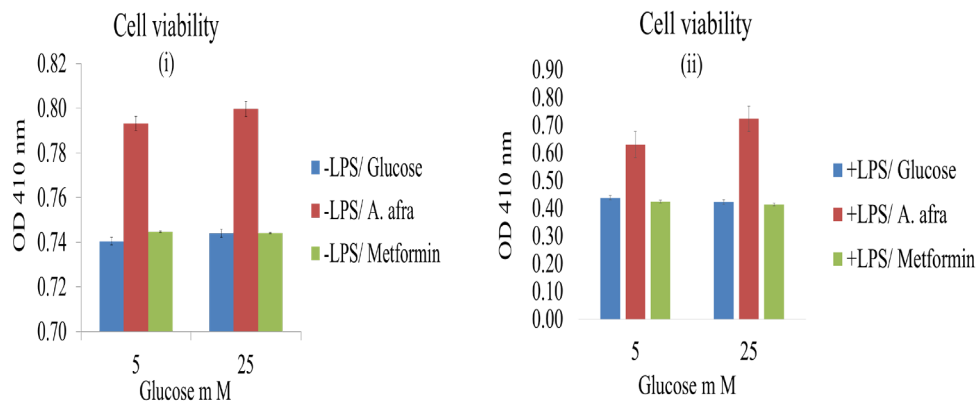 Cell viability
(i)
0.82
0.80
0.78
0.76
0.74
0.72
0.70
OD 410 nm
5 25
Glucose m M
-LPS/ Glucose
-LPS/ A. afra
-LPS/ Metformin
Cell viability
(ii)
0.90
0.80
0.70
0.60
0.50
0.40
0.30
0.20
0.10
0.00
OD 410 nm
5 25
Glucose m M
+LPS/ Glucose
+LPS/ A. afra
+LPS/ Metformin